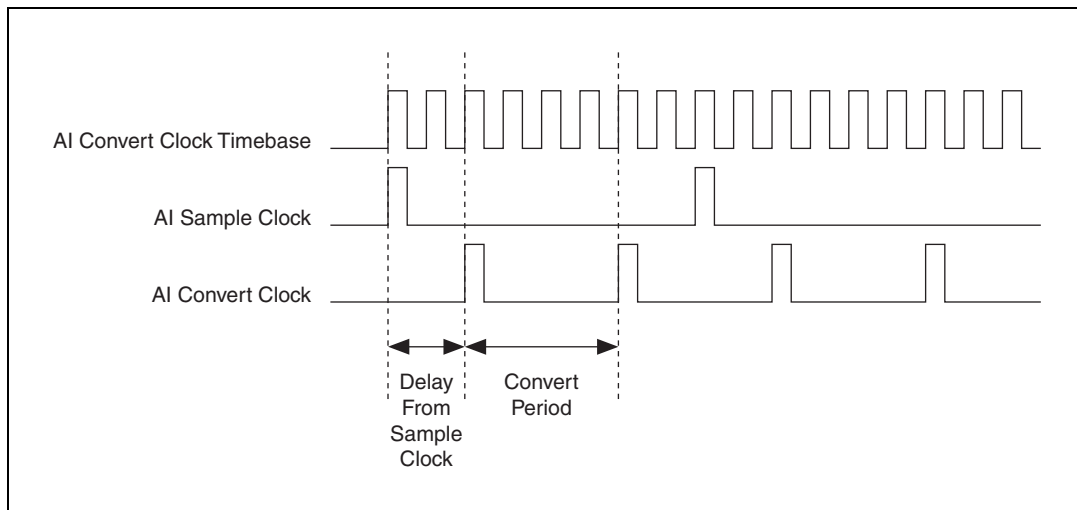 AI Convert Clock Timebase
AI Sample Clock
AI Convert Clock
Delay
From
Sample
Clock
Convert
Period